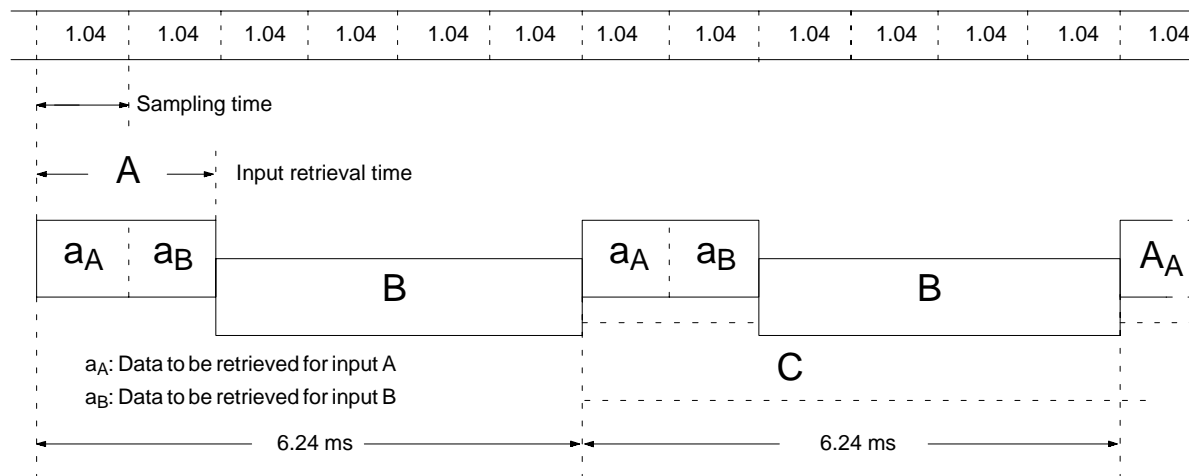 1.04 1.04 1.04 1.04 1.04 1.04 1.04 1.04 1.04 1.04 1.04 1.04 1.04
Sampling time
A Input retrieval time
aA aB B aA aB B AA
C
aA: Data to be retrieved for input A
aB: Data to be retrieved for input B
6.24 ms 6.24 ms